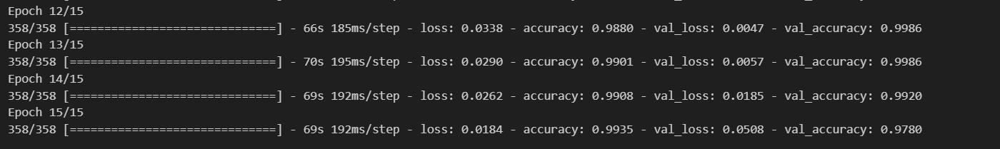 Epoch 12/15
358/358 [==============================] - 66s 185ms/step - loss: 0.0338 - accuracy: 0.9880 - val_loss: 0.0047 - val_accuracy: 0.9986
Epoch 13/15
358/358 [==============================] - 70s 195ms/step - loss: 0.0290 - accuracy: 0.9901 - val_loss: 0.0057 - val_accuracy: 0.9986
Epoch 14/15
358/358 [==============================] - 69s 192ms/step - loss: 0.0262 - accuracy: 0.9908 - val_loss: 0.0185 - val_accuracy: 0.9920
Epoch 15/15
358/358 [==============================] - 69s 192ms/step - loss: 0.0184 - accuracy: 0.9935 - val_loss: 0.0508 - val_accuracy: 0.9780